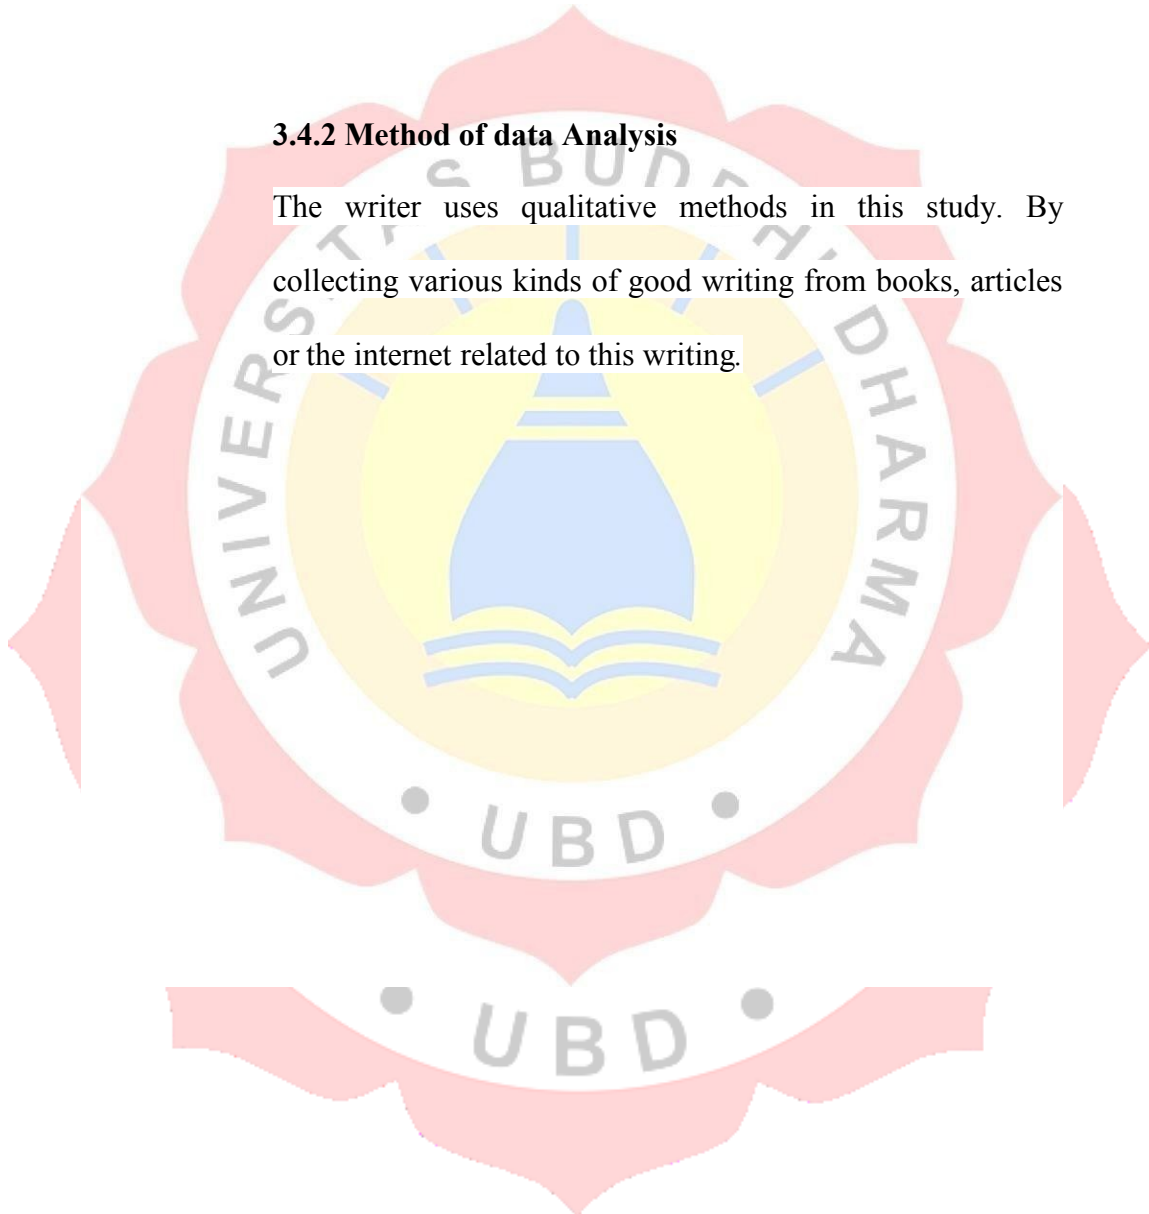 3.4.2 Method of data Analysis
The writer uses qualitative methods in this study. By
collecting various kinds of good writing from books, articles
or the internet related to this writing.
UNIVERSITAS BUDDHI DHARMA
• UBD •
• UBD •